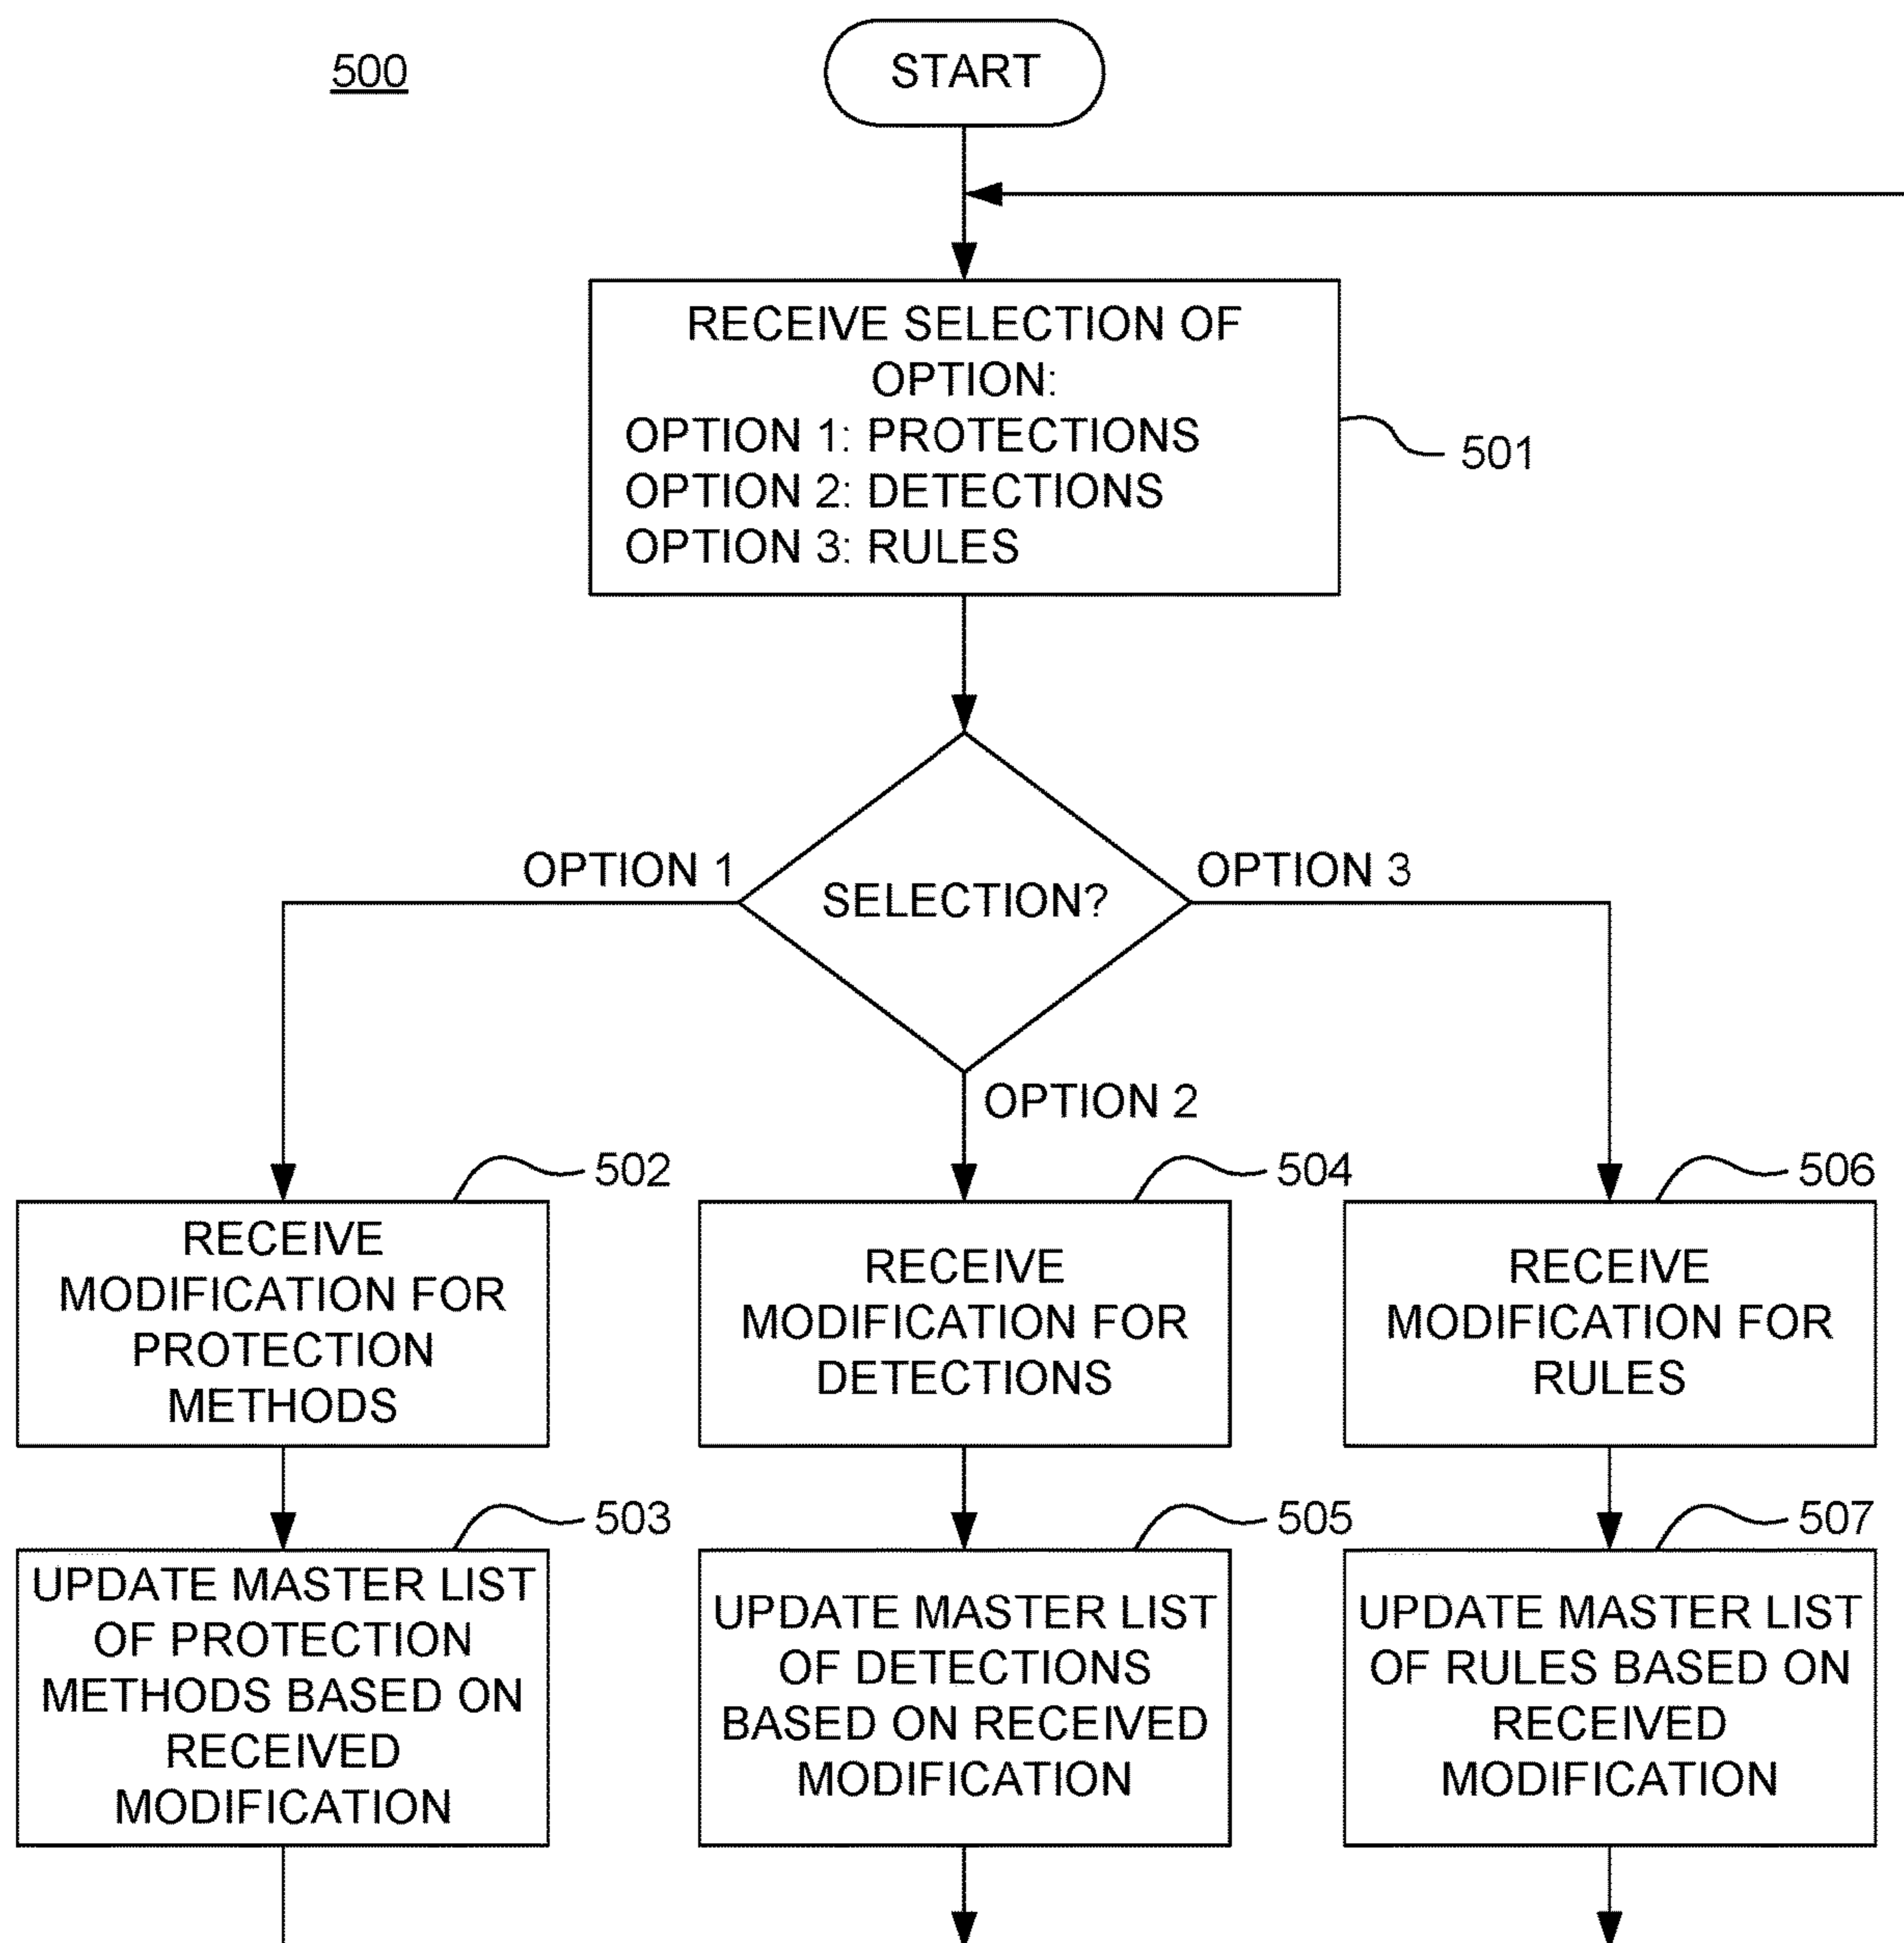 500
START
RECEIVE SELECTION OF
OPTION:
OPTION 1: PROTECTIONS
OPTION 2: DETECTIONS
OPTION 3: RULES
501
OPTION 1
SELECTION?
OPTION 3
OPTION 2
502
RECEIVE
MODIFICATION FOR
PROTECTION
METHODS
504
RECEIVE
MODIFICATION FOR
DETECTIONS
506
RECEIVE
MODIFICATION FOR
RULES
503
UPDATE MASTER LIST
OF PROTECTION
METHODS BASED ON
RECEIVED
MODIFICATION
505
UPDATE MASTER LIST
OF DETECTIONS
BASED ON RECEIVED
MODIFICATION
507
UPDATE MASTER LIST
OF RULES BASED ON
RECEIVED
MODIFICATION